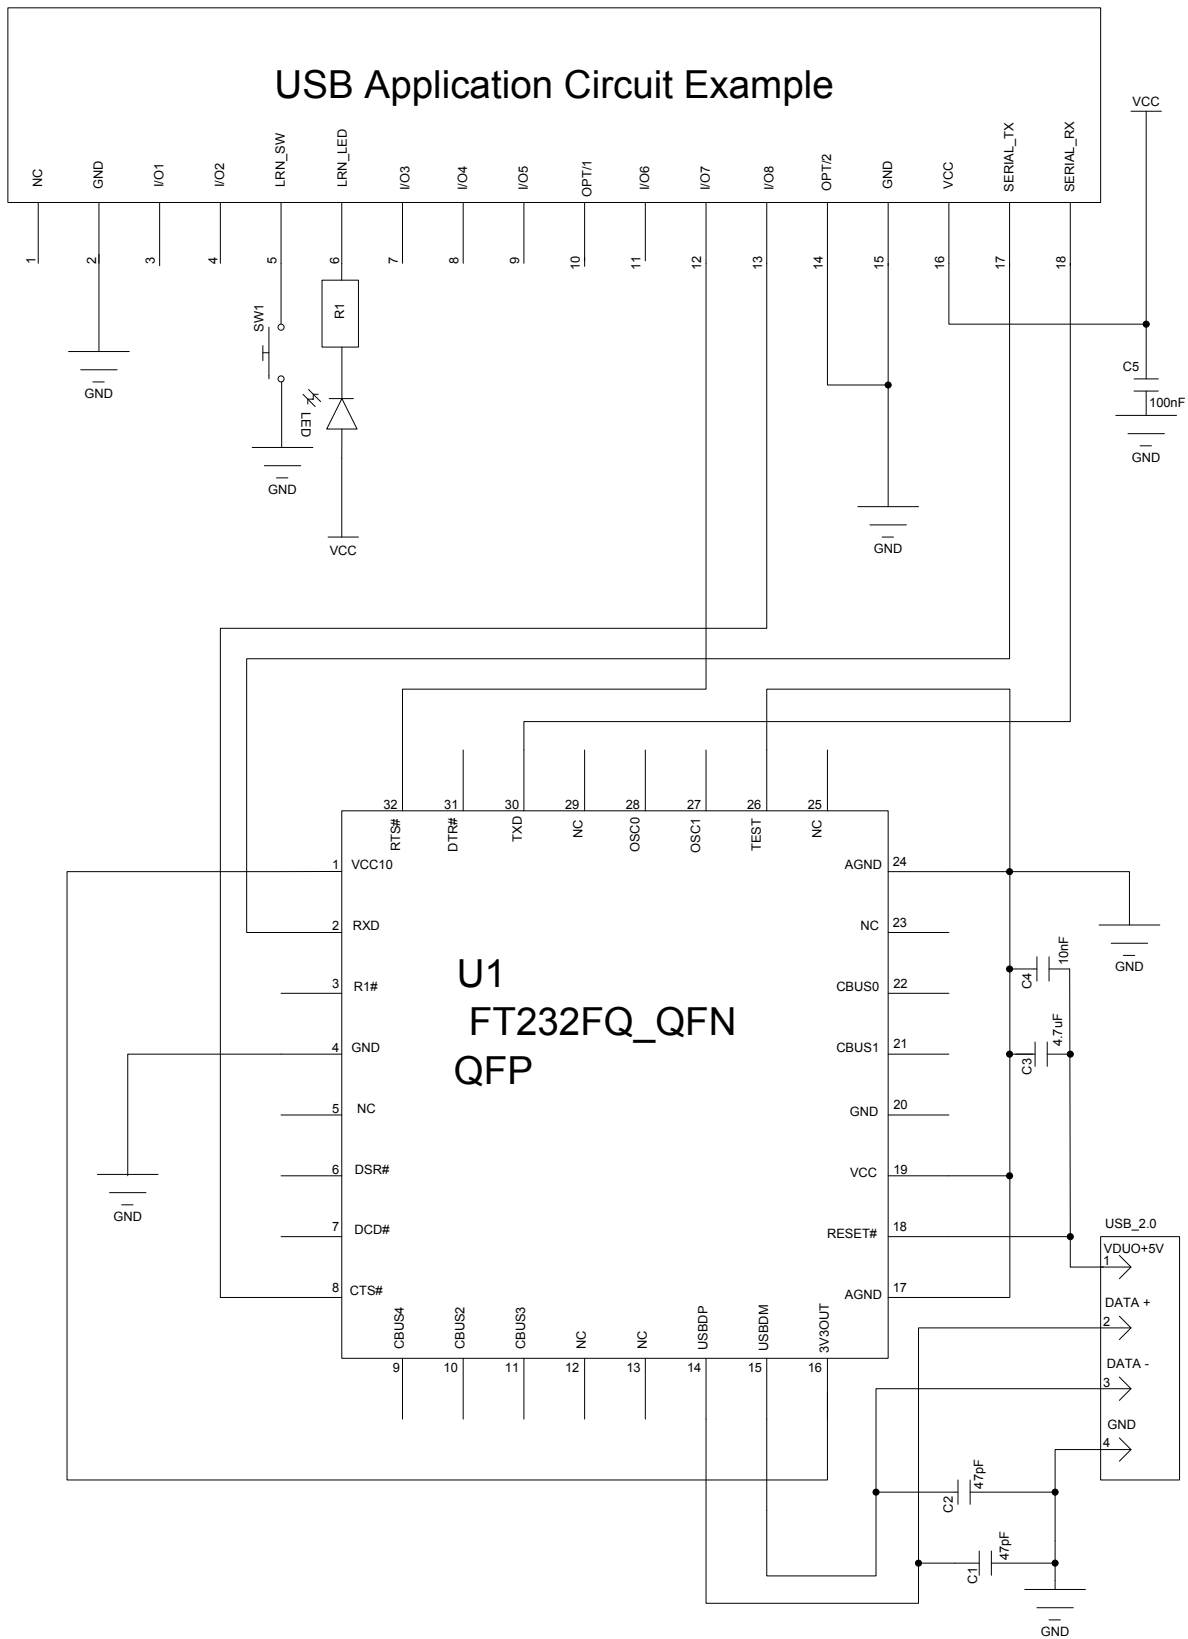 USB Application Circuit Example
VCC
NC
GND
I/O1
I/O2
LRN_SW
LRN_LED
I/O3
I/O4
I/O5
OPT/1
I/O6
I/O7
I/O8
OPT/2
GND
VCC
SERIAL_TX
SERIAL_RX
1
2
3
4
5
6
7
8
9
10
11
12
13
14
15
16
17
18
SW1
R1
GND
LED
GND
VCC
GND
C5
100nF
GND
32
31
30
29
28
27
26
25
RTS#
DTR#
TXD
NC
OSC0
OSC1
TEST
NC
1 VCC10
2 RXD
3 R1#
4 GND
5 NC
6 DSR#
7 DCD#
8 CTS#
GND
U1
FT232FQ_QFN
QFP
AGND 24
NC 23
CBUS0 22
CBUS1 21
GND 20
VCC 19
RESET# 18
AGND 17
GND
C4
10nF
C3
4.7uF
CBUS4
CBUS2
CBUS3
NC
NC
USBDP
USBDM
3V3OUT
9
10
11
12
13
14
15
16
USB_2.0
VDUO+5V
1
DATA +
2
DATA -
3
GND
4
C2
47pF
C1
47pF
GND